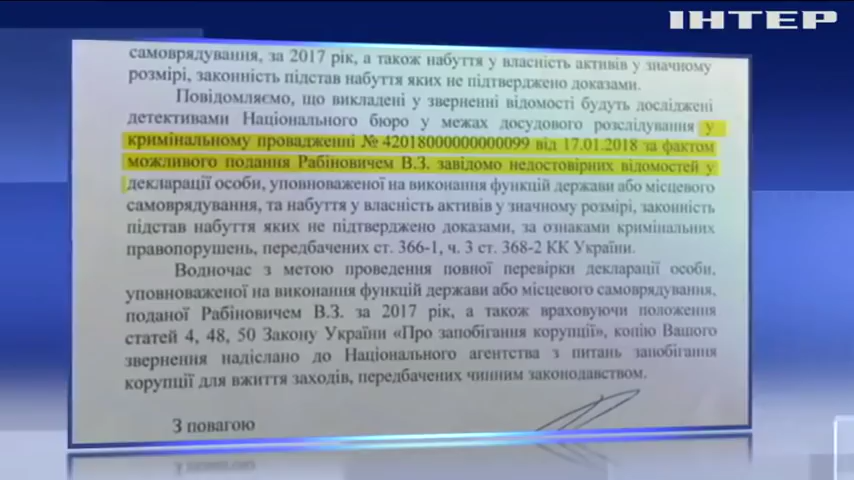 ІНТЕР
самоврядування, за 2017 рік, а також набуття у власність активів у значному
розмірі, законність підстав набуття яких не підтверджено доказами.
Повідомляємо, що викладені у зверненні відомості будуть досліджені
детективами Національного бюро у межах досудового розслідування у
кримінальному провадженні № 42018000000000099 від 17.01.2018 за фактом
можливого подання Рабіновичем В.З. завідомо недостовірних відомостей у
декларації особи, уповноваженої на виконання функцій держави або місцевого
самоврядування, та набуття у власність активів у значному розмірі, законність
підстав набуття яких не підтверджено доказами, за ознаками кримінальних
правопорушень, передбачених ст. 366-1, ч. 3 ст. 368-2 КК України.
Водночас з метою проведення повної перевірки декларації особи,
уповноваженої на виконання функцій держави або місцевого самоврядування,
поданої Рабіновичем В.З. за 2017 рік, а також враховуючи положення
статей 4, 48, 50 Закону України «Про запобігання корупції», копію Вашого
звернення надіслано до Національного агентства з питань запобігання
корупції для вжиття заходів, передбачених чинним законодавством.
З повагою